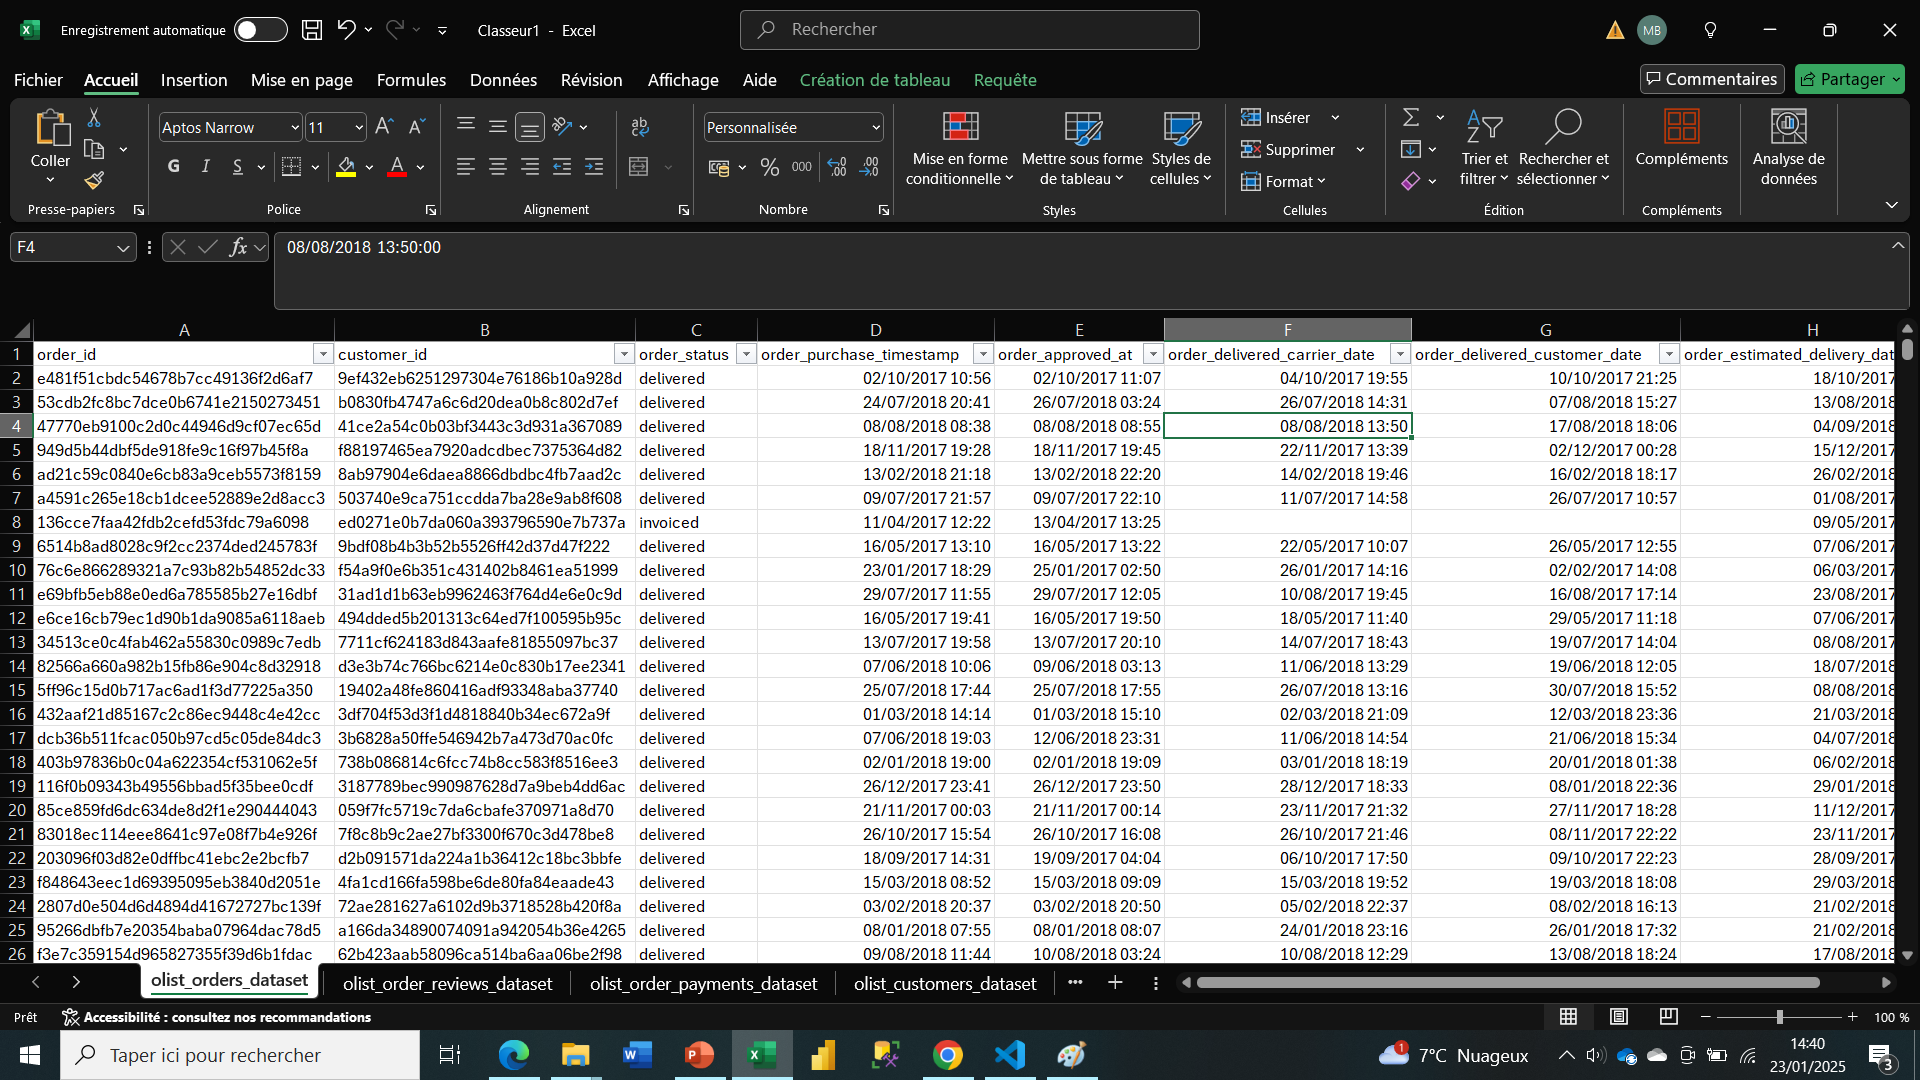 Enregistrement automatique
Classeur1 - Excel
Rechercher
MB
Fichier Accueil Insertion Mise en page Formules Données Révision Affichage Aide Création de tableau Requête
Commentaires Partager
Coller
Presse-papiers
Aptos Narrow 11
G I S
Police
Alignement
Personnalisée
% 000
Nombre
Mise en forme conditionnelle
Mettre sous forme de tableau
Styles de cellules
Styles
Insérer
Supprimer
Format
Cellules
Trier et filtrer
Rechercher et sélectionner
Édition
Compléments
Compléments
Analyse de données
F4
fx
08/08/2018 13:50:00
A B C D E F G H
1 order_id customer_id order_status order_purchase_timestamp order_approved_at order_delivered_carrier_date order_delivered_customer_date order_estimated_delivery_dat
2 e481f51cbdc54678b7cc49136f2d6af7 9ef432eb6251297304e76186b10a928d delivered 02/10/2017 10:56 02/10/2017 11:07 04/10/2017 19:55 10/10/2017 21:25 18/10/2017
3 53cdb2fc8bc7dce0b6741e2150273451 b0830fb4747a6c6d20dea0b8c802d7ef delivered 24/07/2018 20:41 26/07/2018 03:24 26/07/2018 14:31 07/08/2018 15:27 13/08/2018
4 47770eb9100c2d0c44946d9cf07ec65d 41ce2a54c0b03bf3443c3d931a367089 delivered 08/08/2018 08:38 08/08/2018 08:55 08/08/2018 13:50 17/08/2018 18:06 04/09/2018
5 949d5b44dbf5de918fe9c16f97b45f8a f88197465ea7920adcdbec7375364d82 delivered 18/11/2017 19:28 18/11/2017 19:45 22/11/2017 13:39 02/12/2017 00:28 15/12/2017
6 ad21c59c0840e6cb83a9ceb5573f8159 8ab97904e6daea8866dbdbc4fb7aad2c delivered 13/02/2018 21:18 13/02/2018 22:20 14/02/2018 19:46 16/02/2018 18:17 26/02/2018
7 a4591c265e18cb1dcee52889e2d8acc3 503740e9ca751ccdda7ba28e9ab8f608 delivered 09/07/2017 21:57 09/07/2017 22:10 11/07/2017 14:58 26/07/2017 10:57 01/08/2017
8 136cce7faa42fdb2cefd53fdc79a6098 ed0271e0b7da060a393796590e7b737a invoiced 11/04/2017 12:22 13/04/2017 13:25 09/05/2017
9 6514b8ad8028c9f2cc2374ded245783f 9bdf08b4b3b52b5526ff42d37d47f222 delivered 16/05/2017 13:10 16/05/2017 13:22 22/05/2017 10:07 26/05/2017 12:55 07/06/2017
10 76c6e866289321a7c93b82b54852dc33 f54a9f0e6b351c431402b8461ea51999 delivered 23/01/2017 18:29 25/01/2017 02:50 26/01/2017 14:16 02/02/2017 14:08 06/03/2017
11 e69bfb5eb88e0ed6a785585b27e16dbf 31ad1d1b63eb9962463f764d4e6e0c9d delivered 29/07/2017 11:55 29/07/2017 12:05 10/08/2017 19:45 16/08/2017 17:14 23/08/2017
12 e6ce16cb79ec1d90b1da9085a6118aeb 494dded5b201313c64ed7f100595b95c delivered 16/05/2017 19:41 16/05/2017 19:50 18/05/2017 11:40 29/05/2017 11:18 07/06/2017
13 34513ce0c4fab462a55830c0989c7edb 7711cf624183d843aafe81855097bc37 delivered 13/07/2017 19:58 13/07/2017 20:10 14/07/2017 18:43 19/07/2017 14:04 08/08/2017
14 82566a660a982b15fb86e904c8d32918 d3e3b74c766bc6214e0c830b17ee2341 delivered 07/06/2018 10:06 09/06/2018 03:13 11/06/2018 13:29 19/06/2018 12:05 18/07/2018
15 5ff96c15d0b717ac6ad1f3d77225a350 19402a48fe860416adf93348aba37740 delivered 25/07/2018 17:44 25/07/2018 17:55 26/07/2018 13:16 30/07/2018 15:52 08/08/2018
16 432aaf21d85167c2c86ec9448c4e42cc 3df704f53d3f1d4818840b34ec672a9f delivered 01/03/2018 14:14 01/03/2018 15:10 02/03/2018 21:09 12/03/2018 23:36 21/03/2018
17 dcb36b511fcac050b97cd5c05de84dc3 3b6828a50ffe546942b7a473d70ac0fc delivered 07/06/2018 19:03 12/06/2018 23:31 11/06/2018 14:54 21/06/2018 15:34 04/07/2018
18 403b97836b0c04a622354cf531062e5f 738b086814c6fcc74b8cc583f8516ee3 delivered 02/01/2018 19:00 02/01/2018 19:09 03/01/2018 18:19 20/01/2018 01:38 06/02/2018
19 116f0b09343b49556bbad5f35bee0cdf 3187789bec990987628d7a9beb4dd6ac delivered 26/12/2017 23:41 26/12/2017 23:50 28/12/2017 18:33 08/01/2018 22:36 29/01/2018
20 85ce859fd6dc634de8d2f1e290444043 059f7fc5719c7da6cbafe370971a8d70 delivered 21/11/2017 00:03 21/11/2017 00:14 23/11/2017 21:32 27/11/2017 18:28 11/12/2017
21 83018ec114eee8641c97e08f7b4e926f 7f8c8b9c2ae27bf3300f670c3d478be8 delivered 26/10/2017 15:54 26/10/2017 16:08 26/10/2017 21:46 08/11/2017 22:22 23/11/2017
22 203096f03d82e0dffbc41ebc2e2bcfb7 d2b091571da224a1b36412c18bc3bbfe delivered 18/09/2017 14:31 19/09/2017 04:04 06/10/2017 17:50 09/10/2017 22:23 28/09/2017
23 f848643eec1d69395095eb3840d2051e 4fa1cd166fa598be6de80fa84eaade43 delivered 15/03/2018 08:52 15/03/2018 09:09 15/03/2018 19:52 19/03/2018 18:08 29/03/2018
24 2807d0e504d6d4894d41672727bc139f 72ae281627a6102d9b3718528b420f8a delivered 03/02/2018 20:37 03/02/2018 20:50 05/02/2018 22:37 08/02/2018 16:13 21/02/2018
25 95266dbfb7e20354baba07964dac78d5 a166da34890074091a942054b36e4265 delivered 08/01/2018 07:55 08/01/2018 08:07 24/01/2018 23:16 26/01/2018 17:32 21/02/2018
26 f3e7c359154d965827355f39d6b1fdac 62b423aab58096ca514ba6aa06be2f98 delivered 09/08/2018 11:44 10/08/2018 03:24 10/08/2018 12:29 13/08/2018 18:24 17/08/2018
olist_orders_dataset olist_order_reviews_dataset olist_order_payments_dataset olist_customers_dataset
Prêt Accessibilité : consultez nos recommandations
100 %
Taper ici pour rechercher
1
7°C Nuageux
14:40
23/01/2025
3